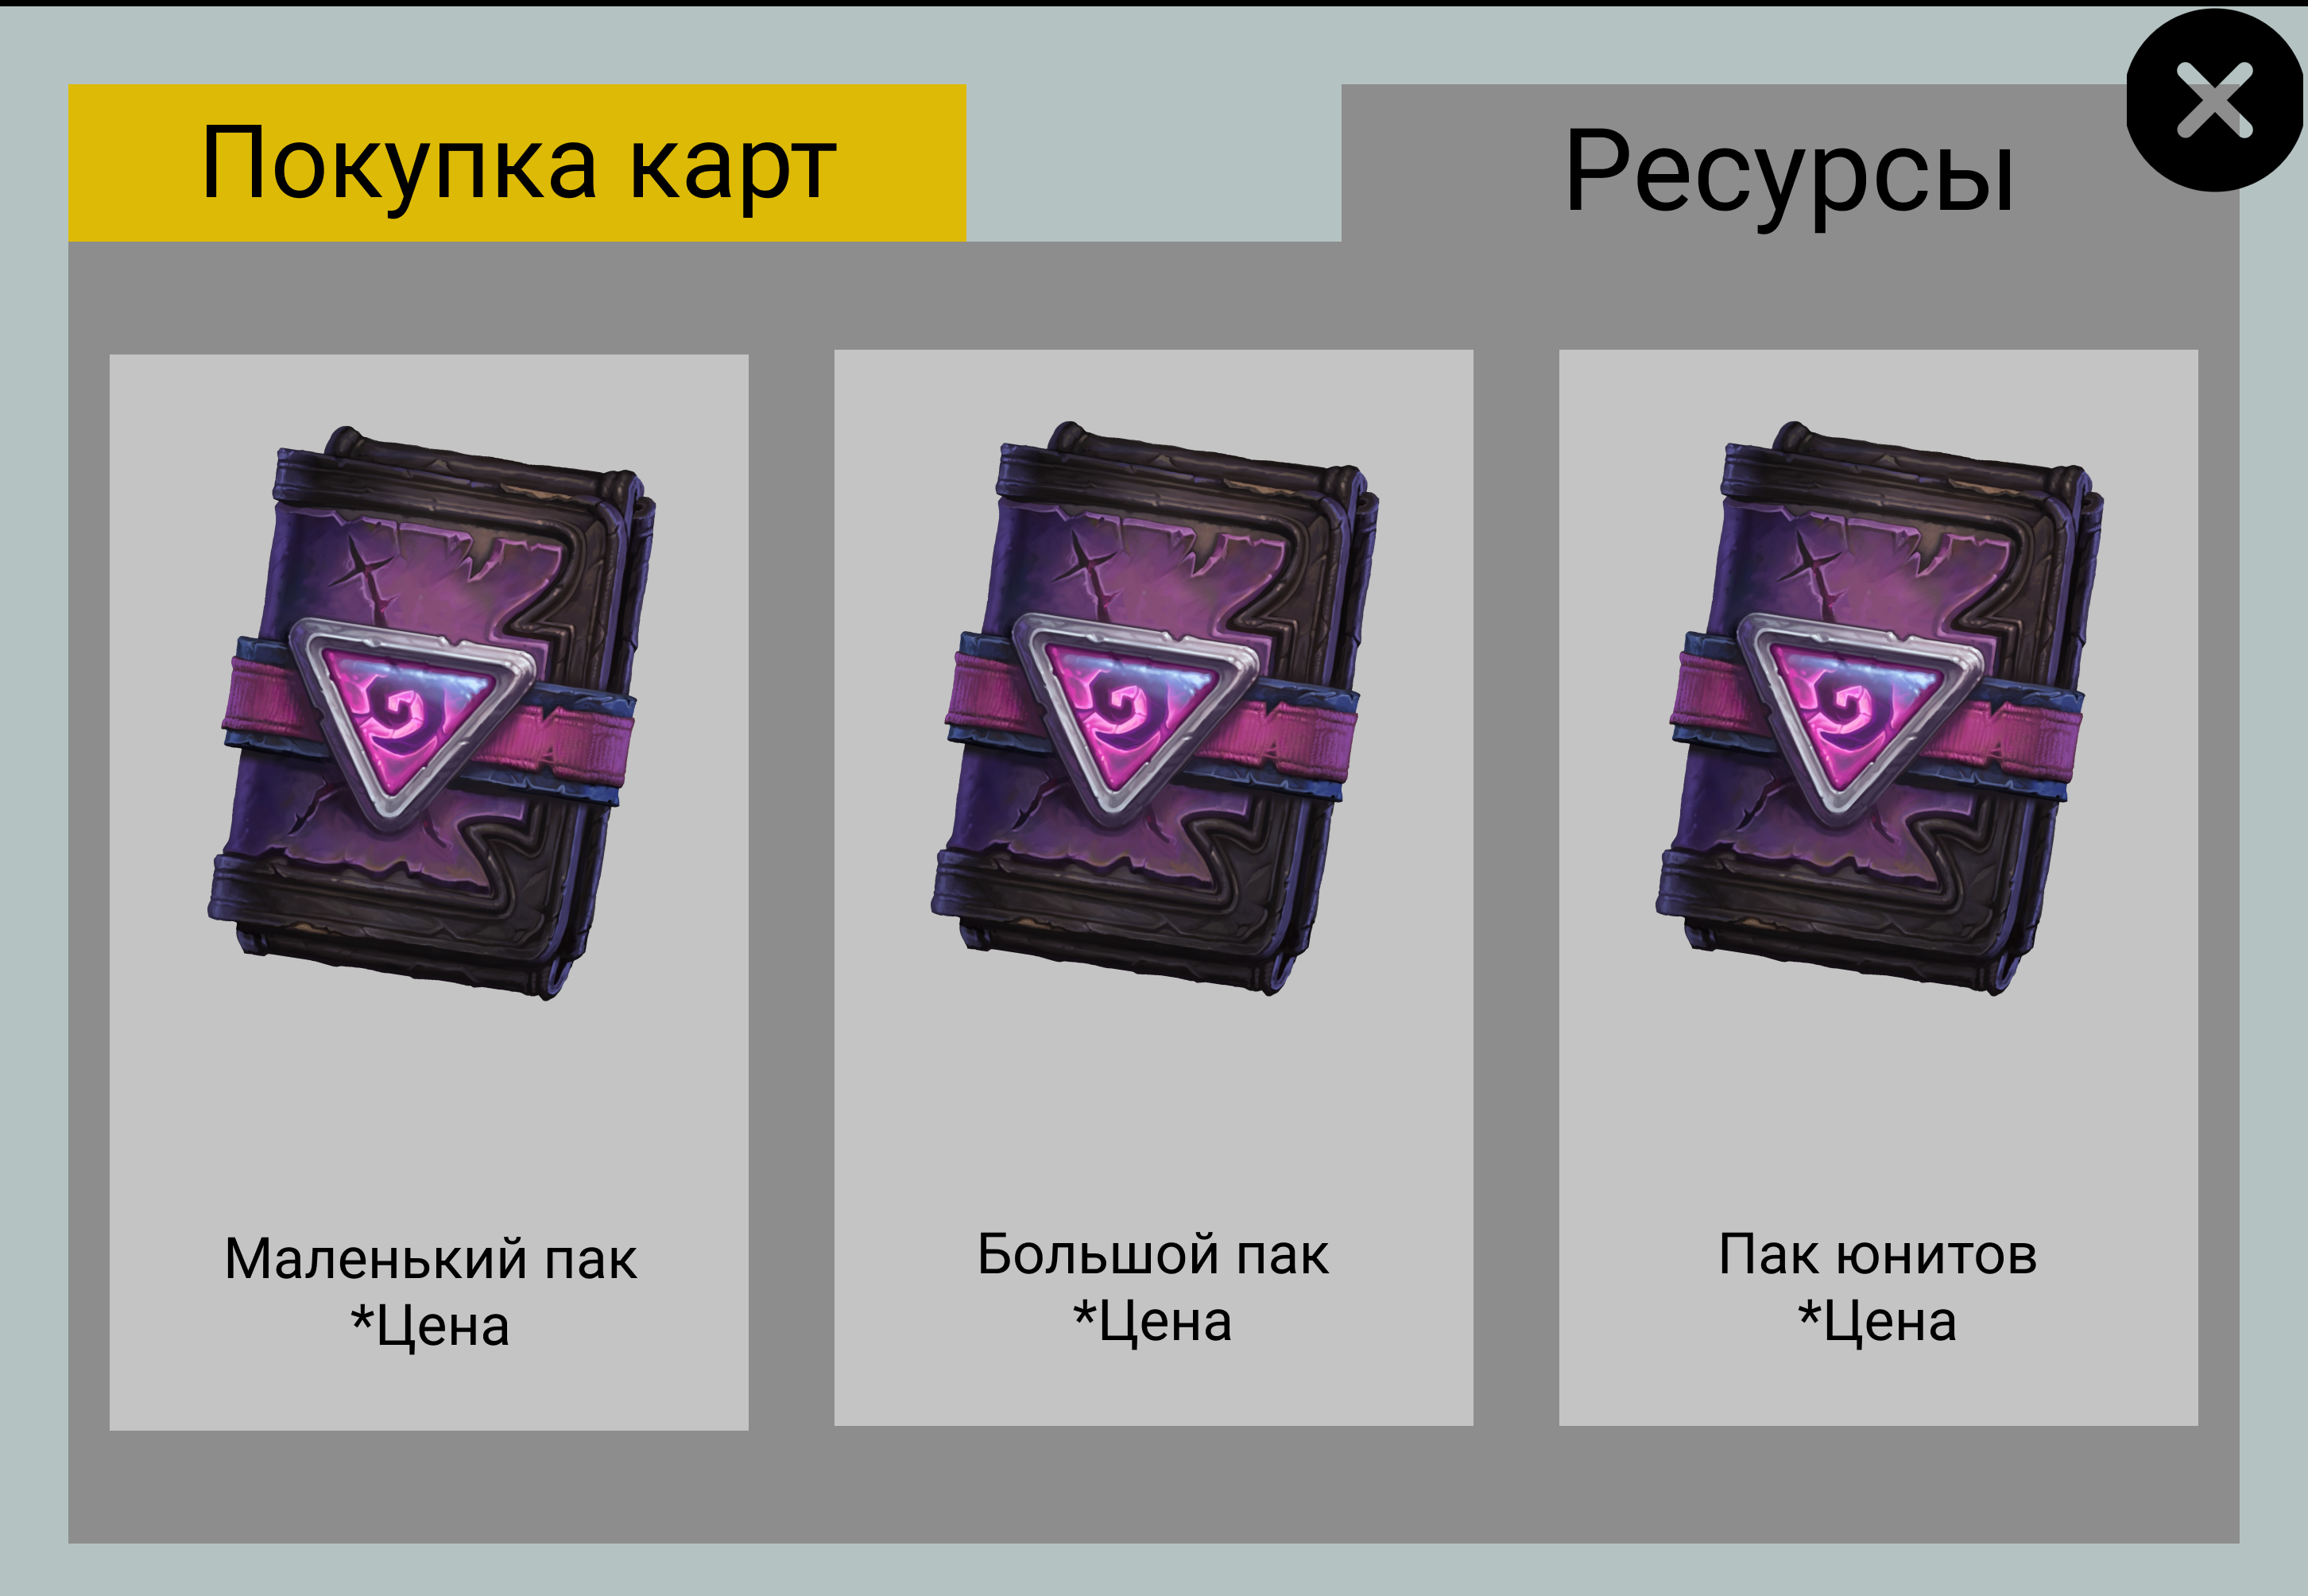 Покупка карт
Ресурсы
Маленький пак
*Цена
Большой пак
*Цена
Пак юнитов
*Цена